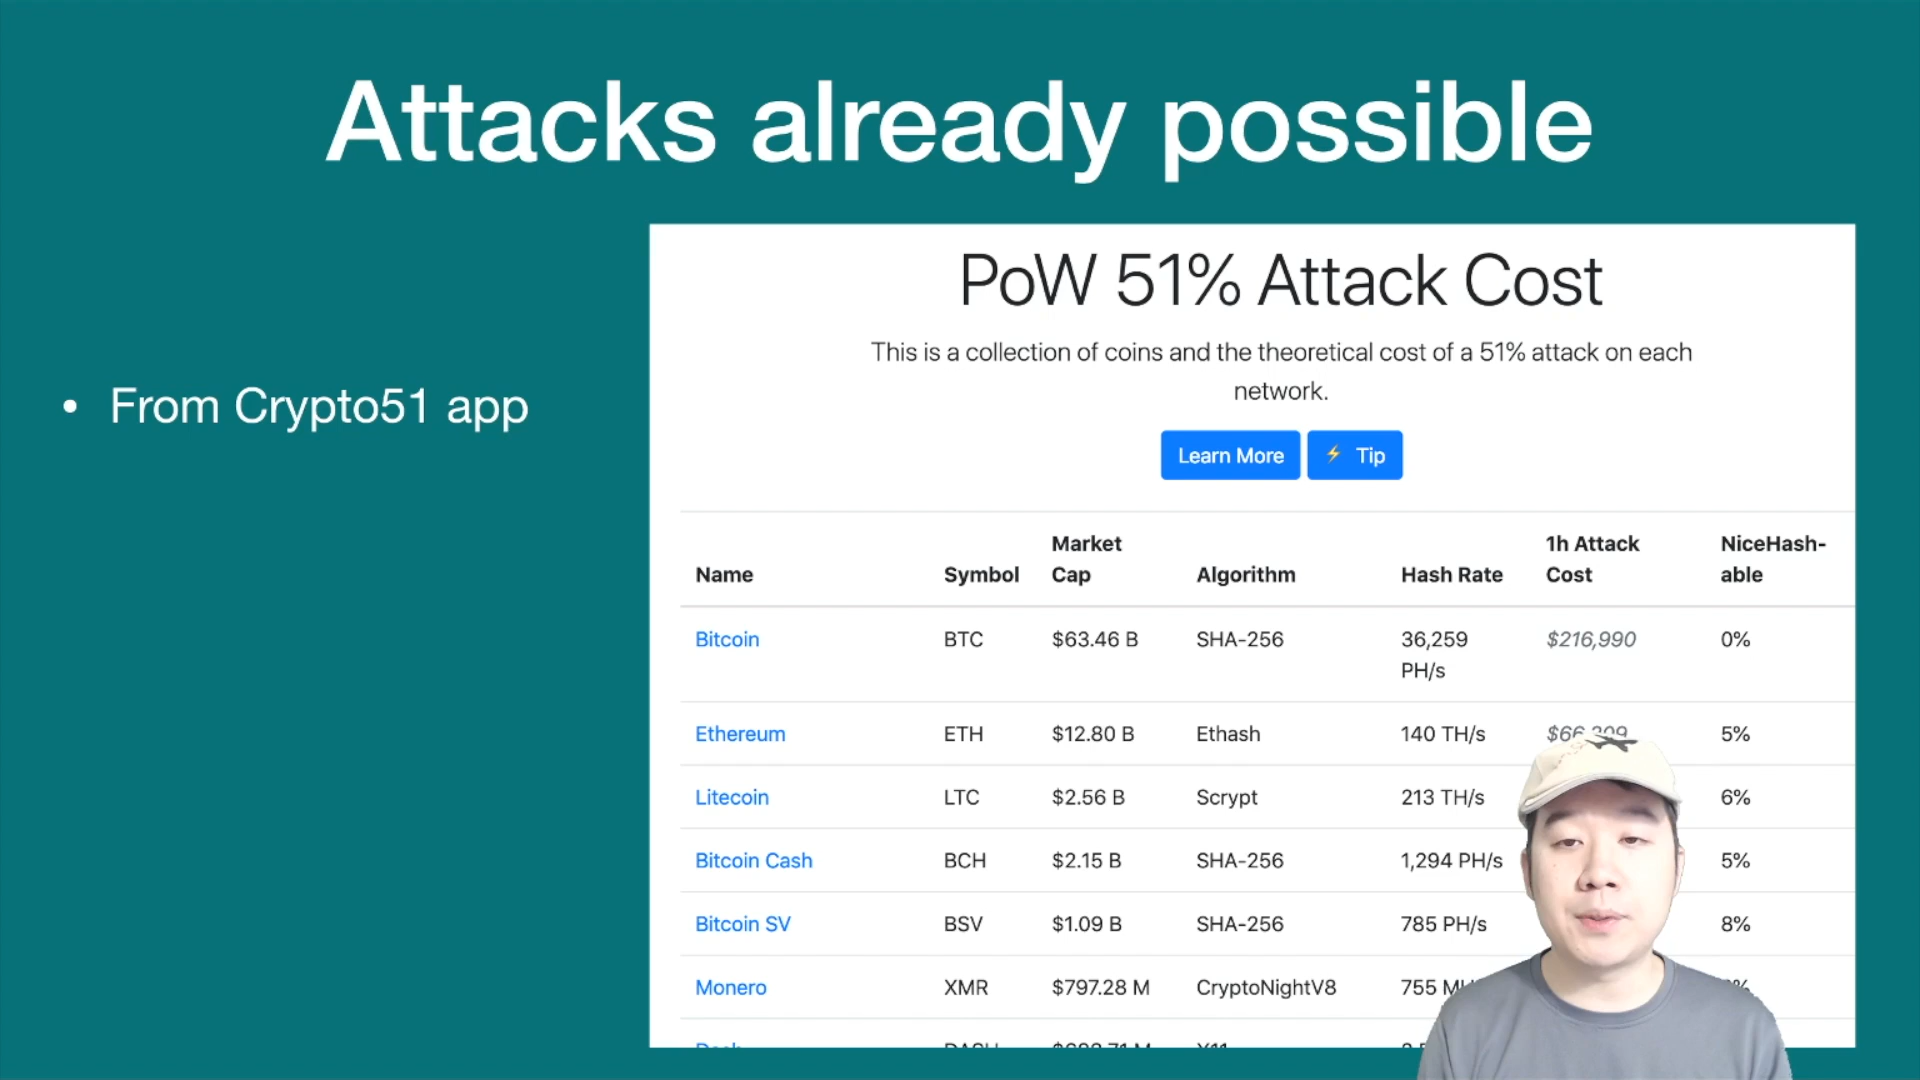 Attacks already possible
• From Crypto51 app
PoW 51% Attack Cost
This is a collection of coins and the theoretical cost of a 51% attack on each
network.
Learn More
⚡ Tip
Name Symbol Market Cap Algorithm Hash Rate 1h Attack Cost NiceHash-able
Bitcoin BTC $63.46 B SHA-256 36,259 PH/s $216,990 0%
Ethereum ETH $12.80 B Ethash 140 TH/s 5%
Litecoin LTC $2.56 B Scrypt 213 TH/s 6%
Bitcoin Cash BCH $2.15 B SHA-256 1,294 PH/s 5%
Bitcoin SV BSV $1.09 B SHA-256 785 PH/s 8%
Monero XMR $797.28 M CryptoNightV8 755